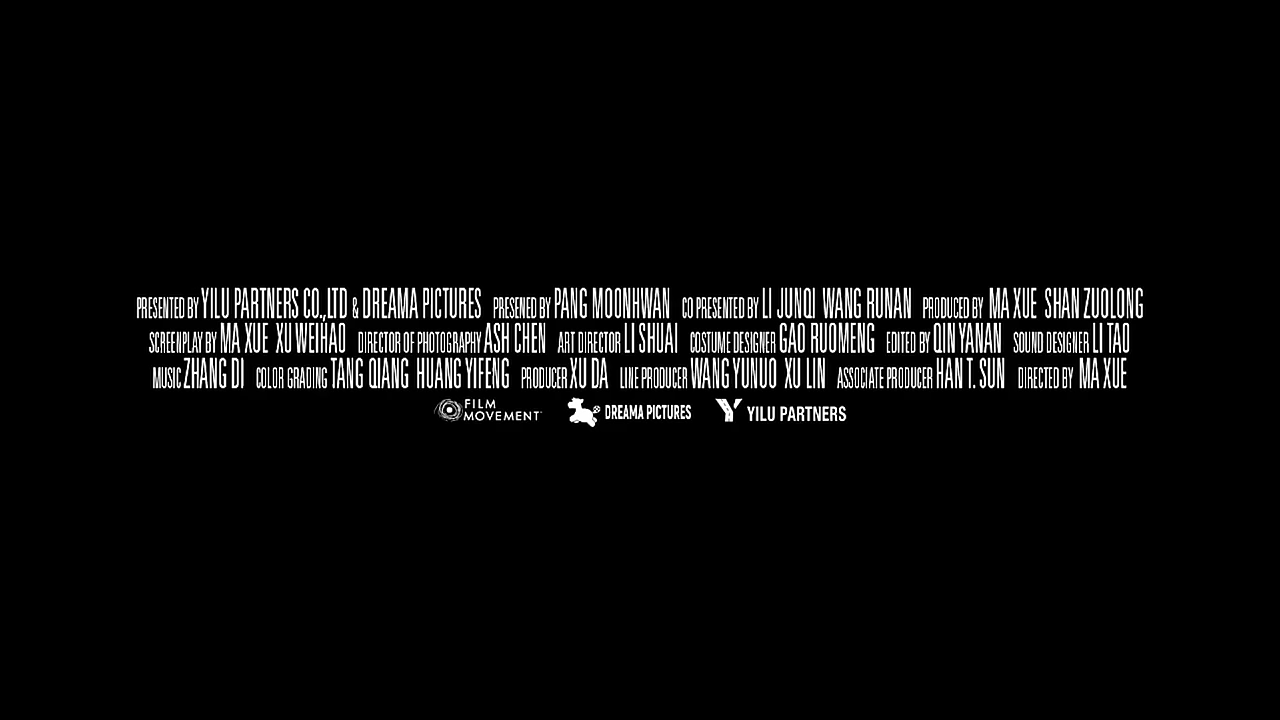 PRESENTED BY YILU PARTNERS CO.,LTD & DREAMA PICTURES PRESENED BY PANG MOONHWAN CO PRESENTED BY LI JUNQI WANG RUNAN PRODUCED BY MA XUE SHAN ZUOLONG
SCREENPLAY BY MA XUE XU WEIHAO DIRECTOR OF PHOTOGRAPHY ASH CHEN ART DIRECTOR LI SHUAI COSTUME DESIGNER GAO RUOMENG EDITED BY QIN YANAN SOUND DESIGNER LI TAO
MUSIC ZHANG DI COLOR GRADING TANG QIANG HUANG YIFENG PRODUCER XU DA LINE PRODUCER WANG YUNUO XU LIN ASSOCIATE PRODUCER HAN T. SUN DIRECTED BY MA XUE
FILM MOVEMENT DREAMA PICTURES YILU PARTNERS